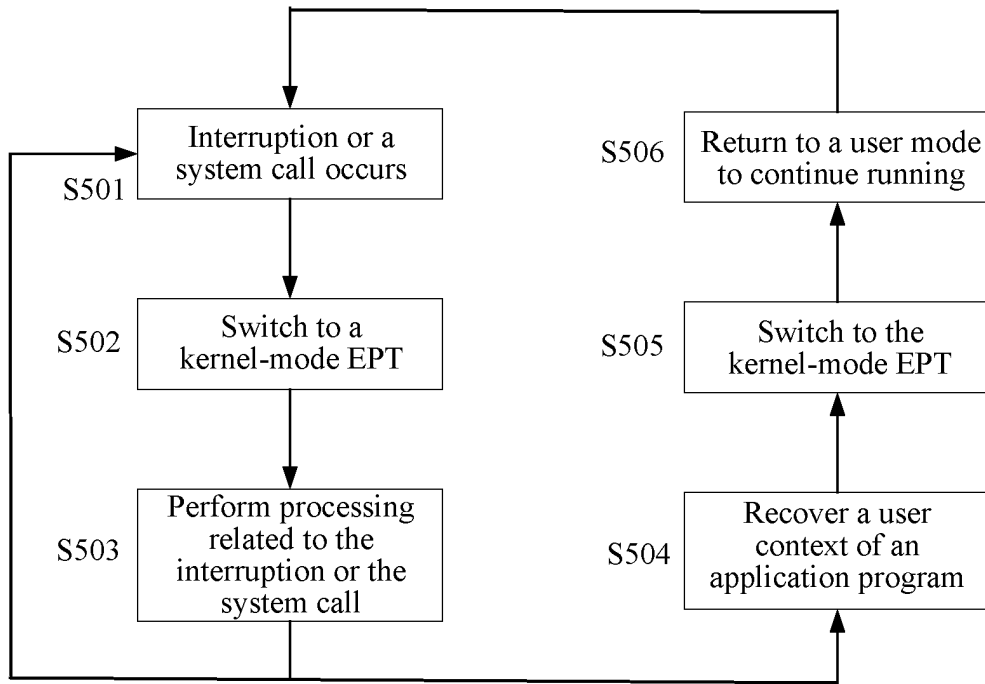 Interruption or a
system call occurs
S501
Switch to a
kernel-mode EPT
S502
Perform processing
related to the
interruption or the
system call
S503
Recover a user
context of an
application program
S504
Switch to the
kernel-mode EPT
S505
Return to a user mode
to continue running
S506